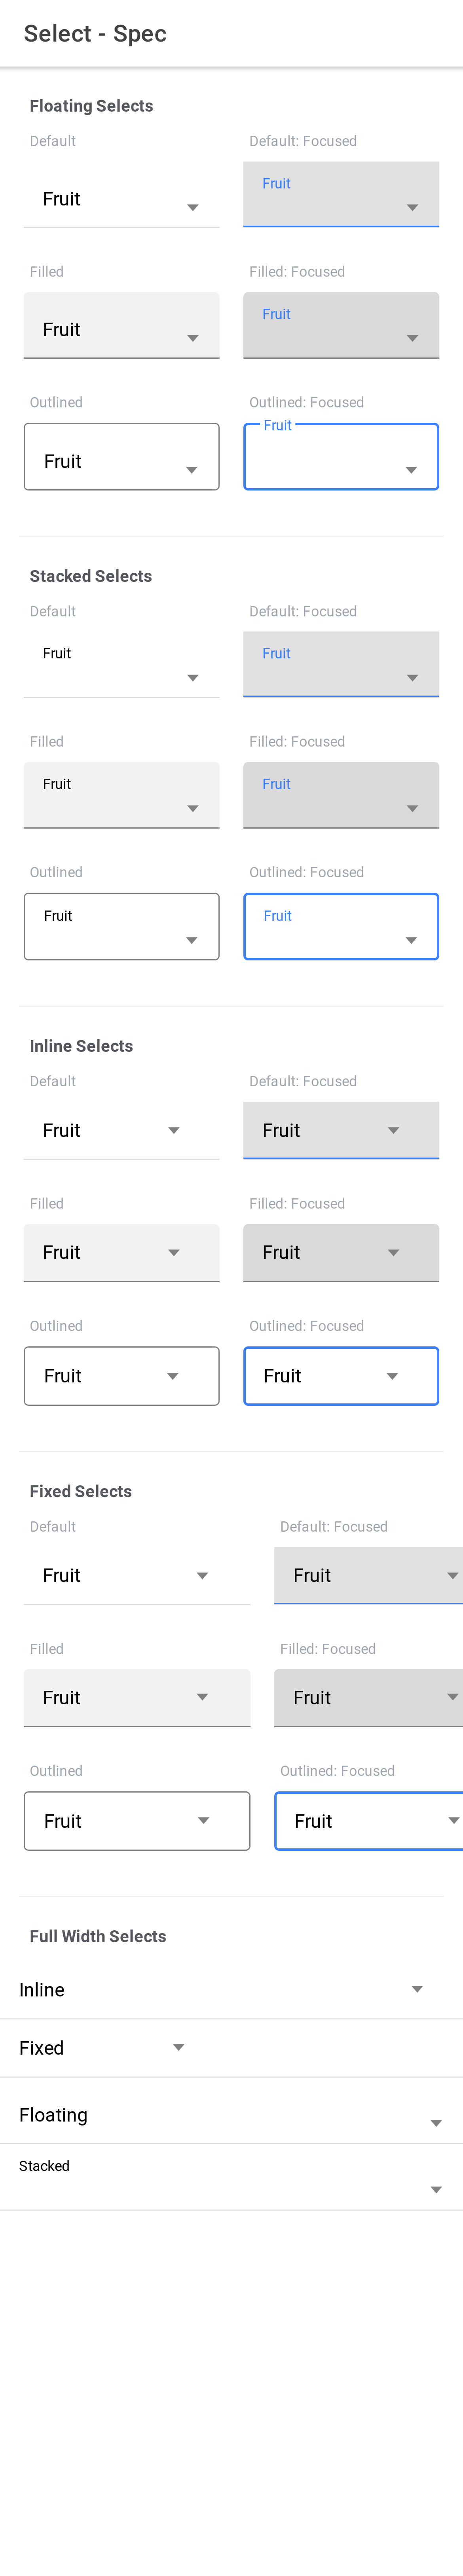 Select - Spec
Floating Selects
Default
Default: Focused
Fruit
Fruit
Filled
Filled: Focused
Fruit
Fruit
Outlined
Outlined: Focused
Fruit
Fruit
Stacked Selects
Default
Default: Focused
Fruit
Fruit
Filled
Filled: Focused
Fruit
Fruit
Outlined
Outlined: Focused
Fruit
Fruit
Inline Selects
Default
Default: Focused
Fruit
Fruit
Filled
Filled: Focused
Fruit
Fruit
Outlined
Outlined: Focused
Fruit
Fruit
Fixed Selects
Default
Default: Focused
Fruit
Fruit
Filled
Filled: Focused
Fruit
Fruit
Outlined
Outlined: Focused
Fruit
Fruit
Full Width Selects
Inline
Fixed
Floating
Stacked